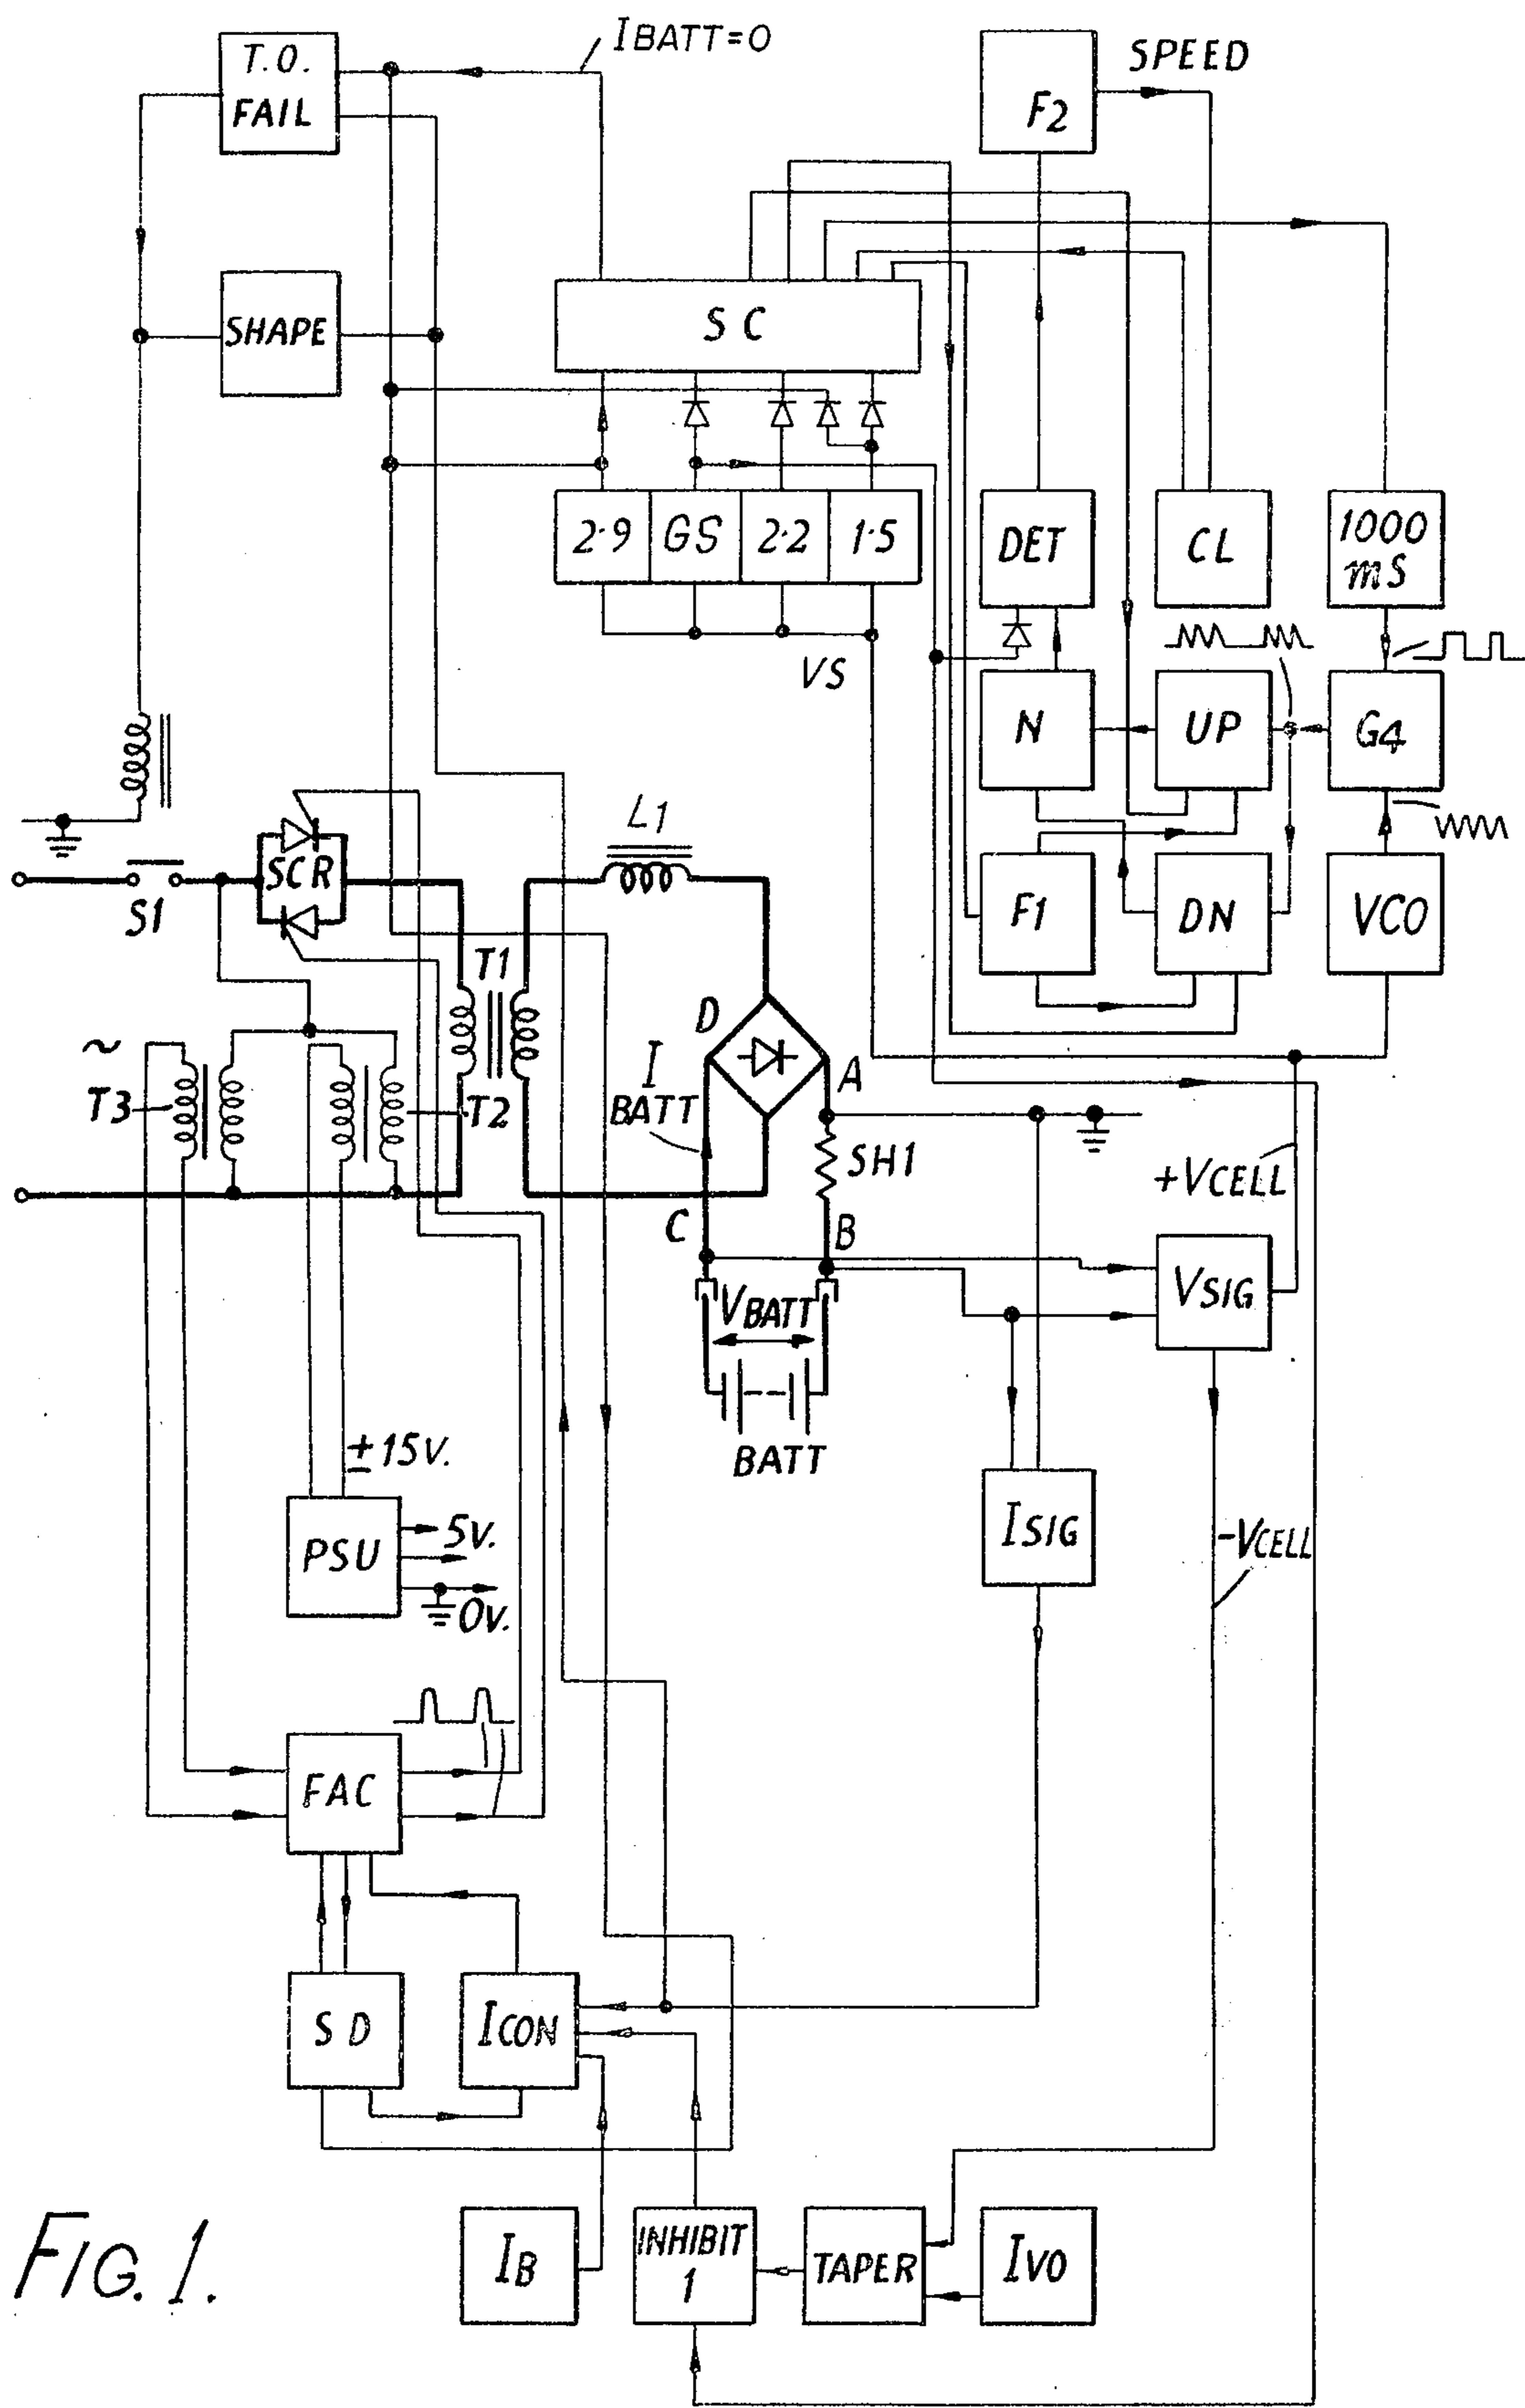 IBATT=0
T.O.
FAIL
F2
SPEED
SHAPE
SC
2·9
GS
2·2
1·5
DET
CL
1000
mS
VS
N
UP
G4
L1
SCR
S1
F1
DN
VCO
T1
D
A
I
BATT
~
T3
T2
SH1
+VCELL
C
B
VSIG
VBATT
BATT
±15V.
PSU
5V.
0V.
ISIG
-VCELL
FAC
SD
ICON
IB
INHIBIT
1
TAPER
IVO
FIG. 1.